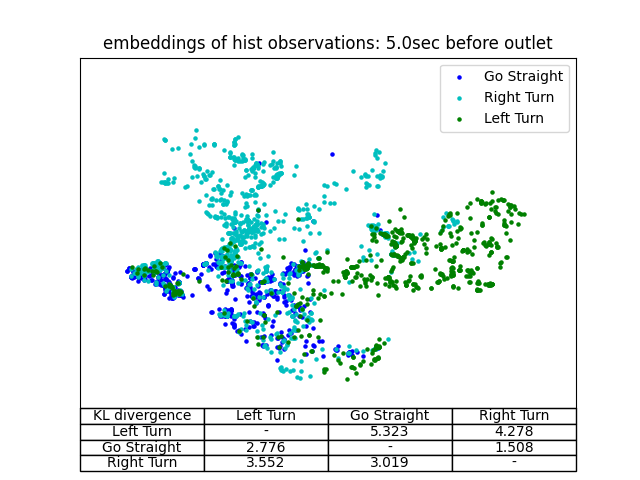 embeddings of hist observations: 5.0sec before outlet
Go Straight
Right Turn
Left Turn
KL divergence Left Turn Go Straight Right Turn
Left Turn - 5.323 4.278
Go Straight 2.776 - 1.508
Right Turn 3.552 3.019 -